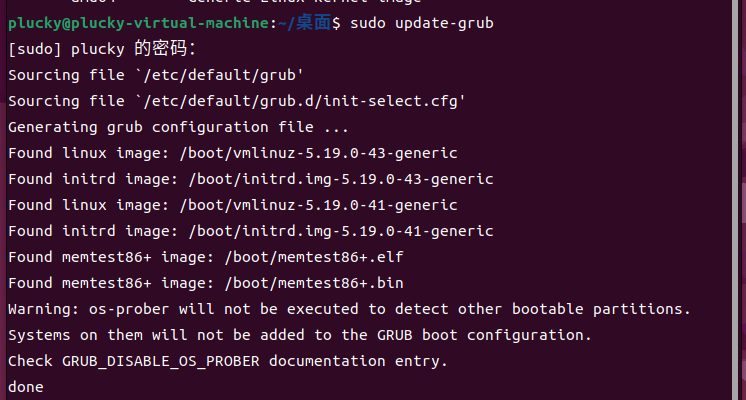 plucky@plucky-virtual-machine:~/桌面$ sudo update-grub
[sudo] plucky 的密码：
Sourcing file `/etc/default/grub'
Sourcing file `/etc/default/grub.d/init-select.cfg'
Generating grub configuration file ...
Found linux image: /boot/vmlinuz-5.19.0-43-generic
Found initrd image: /boot/initrd.img-5.19.0-43-generic
Found linux image: /boot/vmlinuz-5.19.0-41-generic
Found initrd image: /boot/initrd.img-5.19.0-41-generic
Found memtest86+ image: /boot/memtest86+.elf
Found memtest86+ image: /boot/memtest86+.bin
Warning: os-prober will not be executed to detect other bootable partitions.
Systems on them will not be added to the GRUB boot configuration.
Check GRUB_DISABLE_OS_PROBER documentation entry.
done